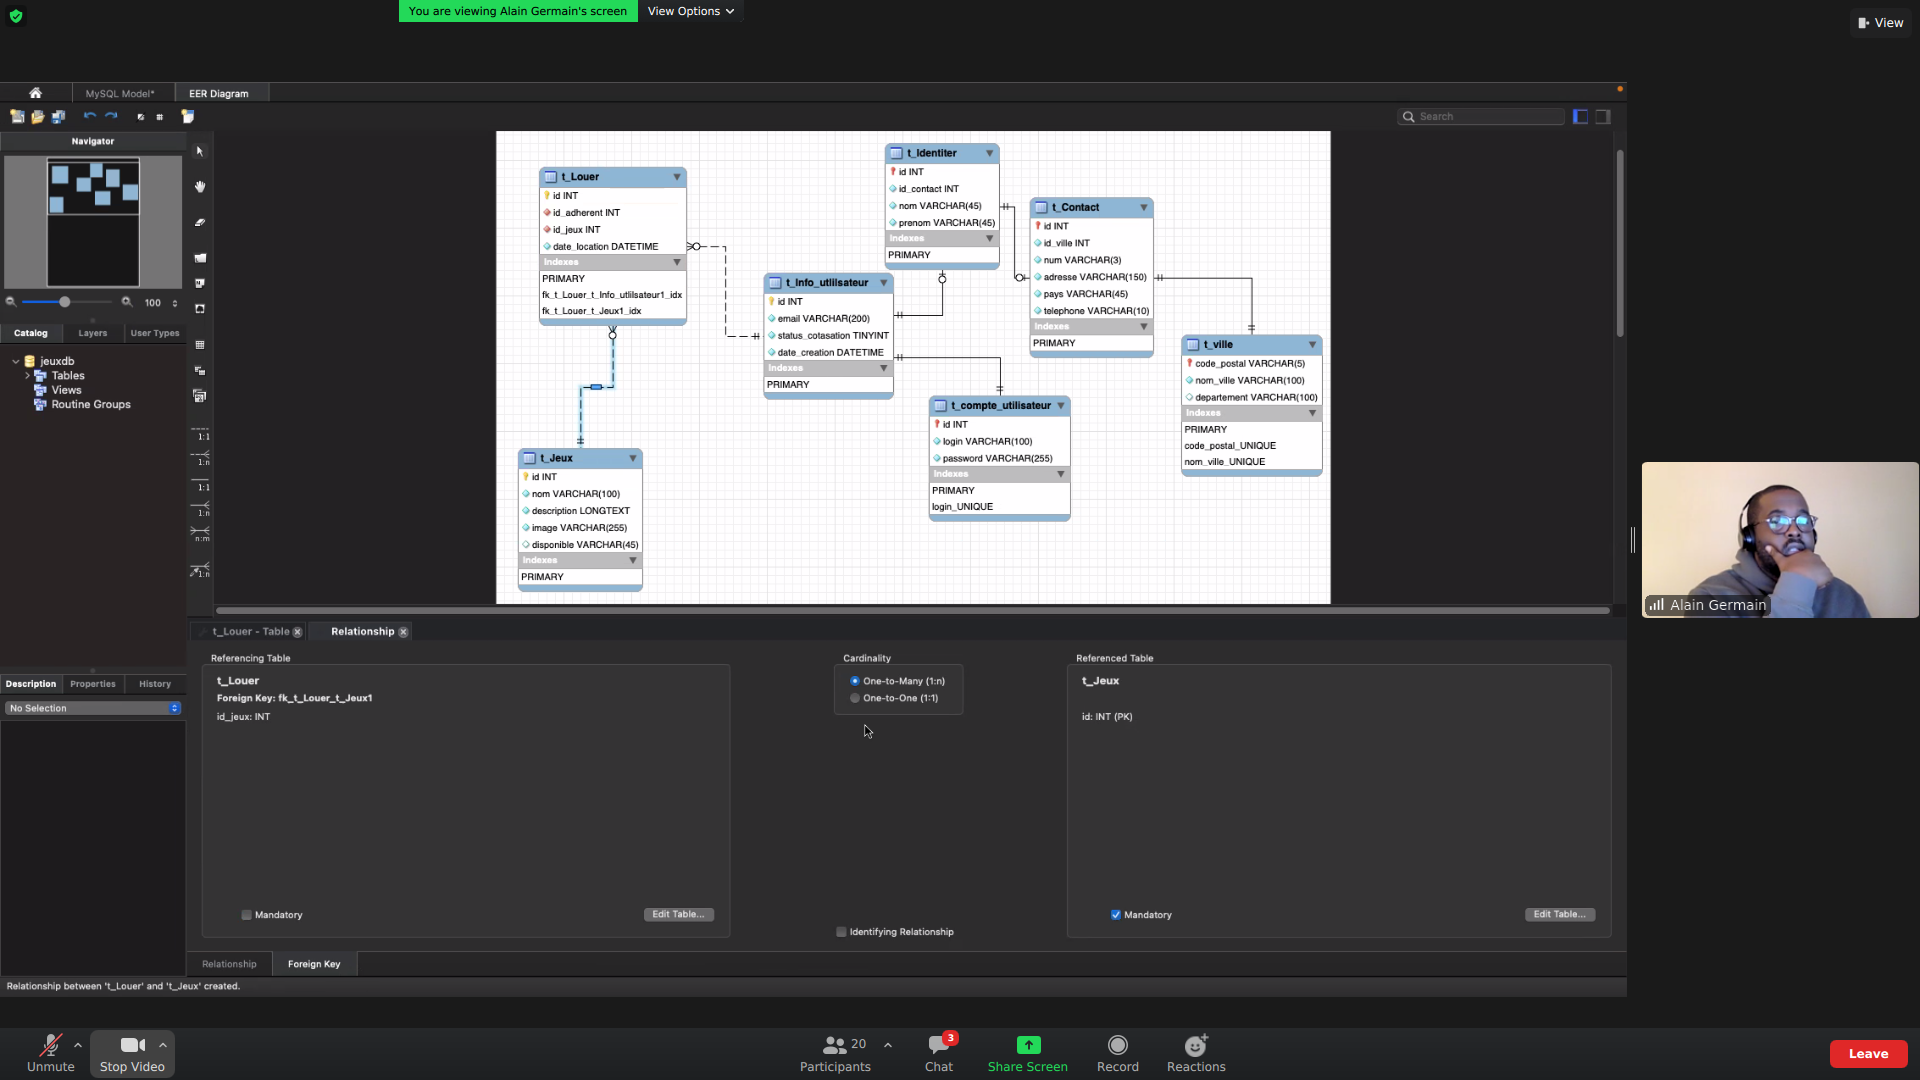 You are viewing Alain Germain's screen
View Options
View
MySQL Model*
EER Diagram
Search
Navigator
100
Catalog
Layers
User Types
jeuxdb
Tables
Views
Routine Groups
1:1
1:n
1:1
1:n
n:m
1:n
t_Louer
id INT
id_adherent INT
id_jeux INT
date_location DATETIME
Indexes
PRIMARY
fk_t_Louer_t_Info_utlilsateur1_idx
fk_t_Louer_t_Jeux1_idx
t_Identiter
id INT
id_contact INT
nom VARCHAR(45)
prenom VARCHAR(45)
Indexes
PRIMARY
t_Contact
id INT
id_ville INT
num VARCHAR(3)
adresse VARCHAR(150)
pays VARCHAR(45)
telephone VARCHAR(10)
Indexes
PRIMARY
t_Info_utlilsateur
id INT
email VARCHAR(200)
status_cotasation TINYINT
date_creation DATETIME
Indexes
PRIMARY
t_ville
code_postal VARCHAR(5)
nom_ville VARCHAR(100)
departement VARCHAR(100)
Indexes
PRIMARY
code_postal_UNIQUE
nom_ville_UNIQUE
t_compte_utilisateur
id INT
login VARCHAR(100)
password VARCHAR(255)
Indexes
PRIMARY
login_UNIQUE
t_Jeux
id INT
nom VARCHAR(100)
description LONGTEXT
image VARCHAR(255)
disponible VARCHAR(45)
Indexes
PRIMARY
Alain Germain
t_Louer - Table
Relationship
Referencing Table
t_Louer
Foreign Key: fk_t_Louer_t_Jeux1
id_jeux: INT
Mandatory
Edit Table...
Cardinality
One-to-Many (1:n)
One-to-One (1:1)
Identifying Relationship
Referenced Table
t_Jeux
id: INT (PK)
Mandatory
Edit Table...
Description
Properties
History
No Selection
Relationship
Foreign Key
Relationship between 't_Louer' and 't_Jeux' created.
Unmute
Stop Video
20
Participants
3
Chat
Share Screen
Record
Reactions
Leave